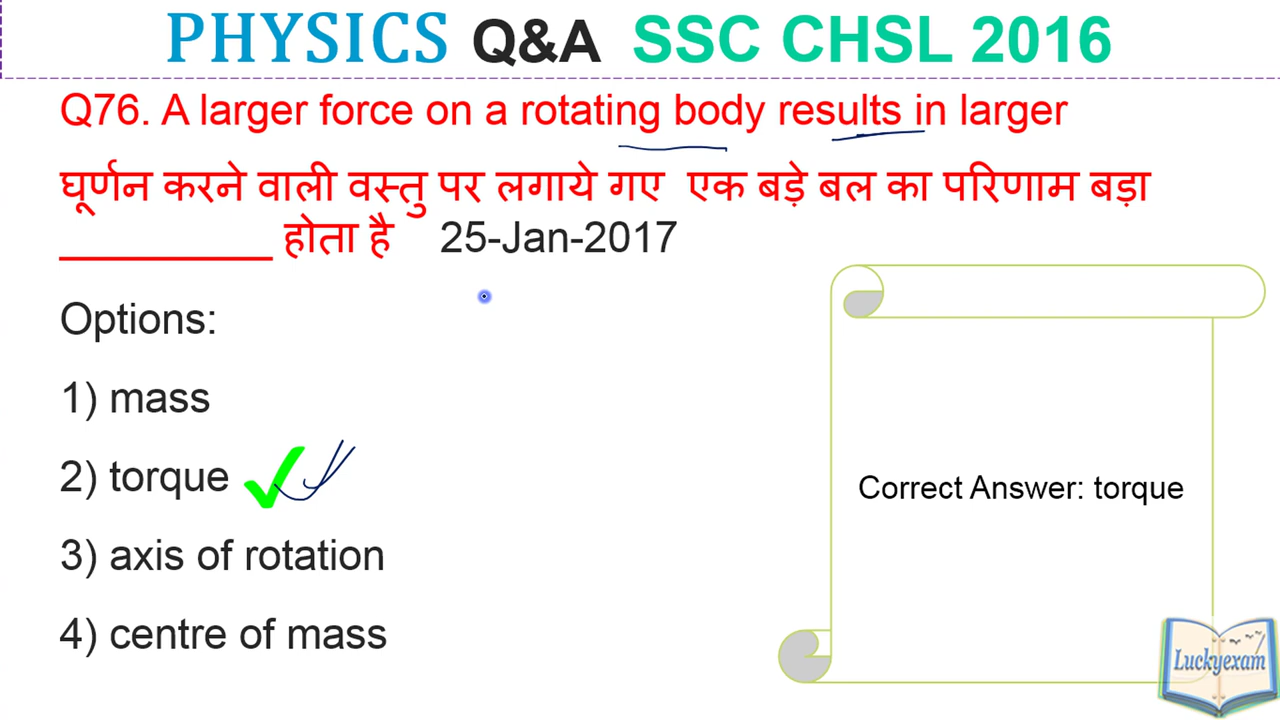 PHYSICS Q&A SSC CHSL 2016
Q76. A larger force on a rotating body results in larger
घूर्णन करने वाली वस्तु पर लगाये गए एक बड़े बल का परिणाम बड़ा
_________ होता है 25-Jan-2017
Options:
1) mass
2) torque
3) axis of rotation
4) centre of mass
Correct Answer: torque
Luckyexam